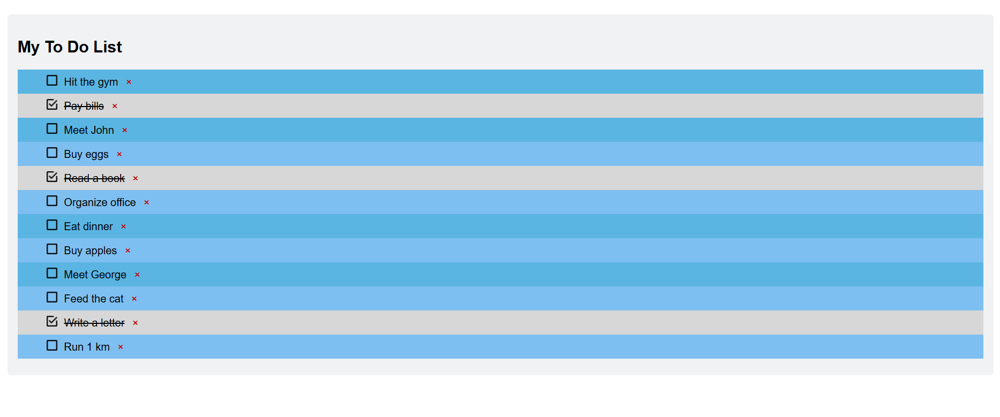 My To Do List
Hit the gym ×
Pay bills ×
Meet John ×
Buy eggs ×
Read a book ×
Organize office ×
Eat dinner ×
Buy apples ×
Meet George ×
Feed the cat ×
Write a letter ×
Run 1 km ×